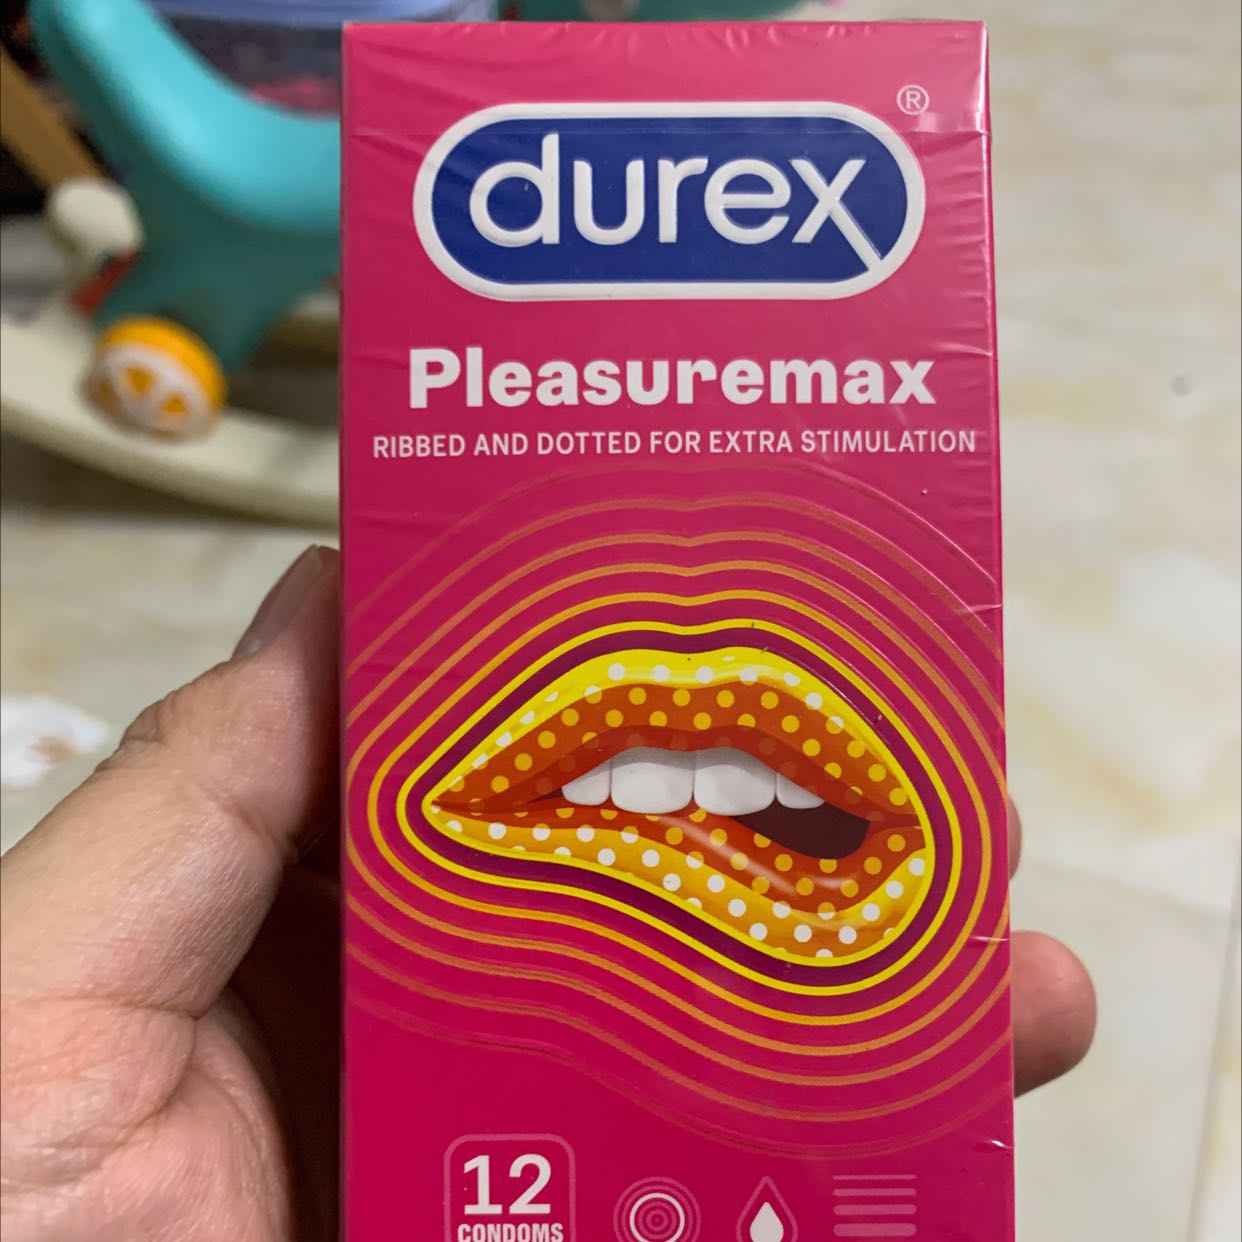 durex®
Pleasuremax
RIBBED AND DOTTED FOR EXTRA STIMULATION
12
CONDOMS